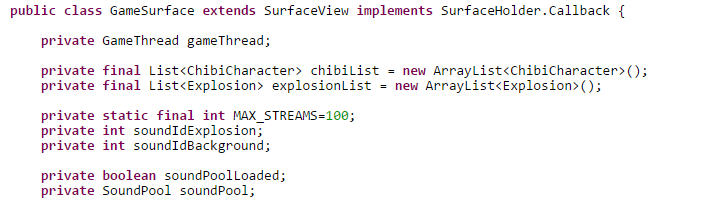 public class GameSurface extends SurfaceView implements SurfaceHolder.Callback {
private GameThread gameThread;
private final List<ChibiCharacter> chibiList = new ArrayList<ChibiCharacter>();
private final List<Explosion> explosionList = new ArrayList<Explosion>();
private static final int MAX_STREAMS=100;
private int soundIdExplosion;
private int soundIdBackground;
private boolean soundPoolLoaded;
private SoundPool soundPool;